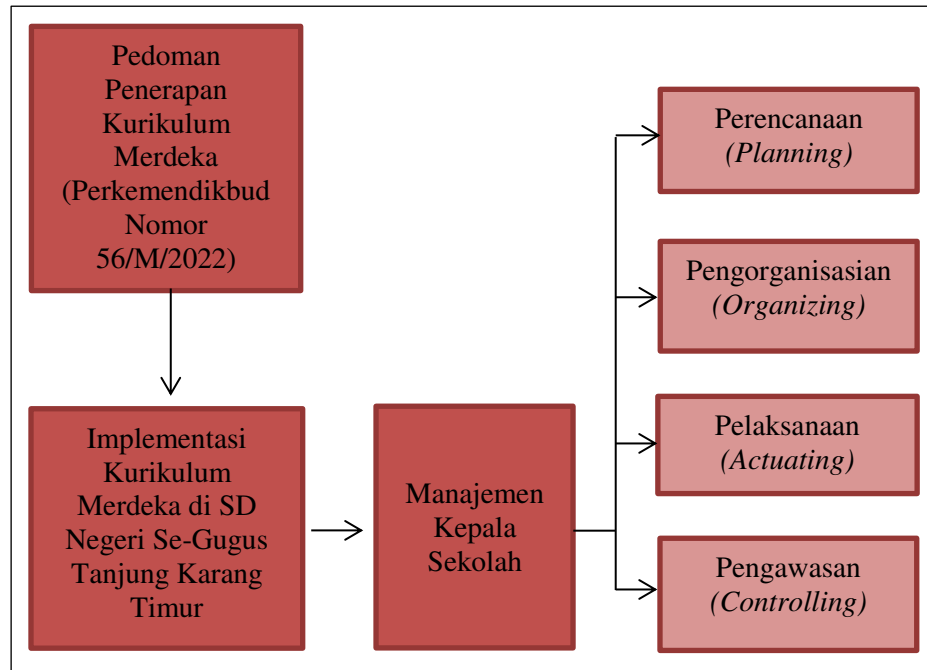 Pedoman
Penerapan
Kurikulum
Merdeka
(Perkemendikbud
Nomor
56/M/2022)
Implementasi
Kurikulum
Merdeka di SD
Negeri Se-Gugus
Tanjung Karang
Timur
Manajemen
Kepala
Sekolah
Perencanaan
(Planning)
Pengorganisasian
(Organizing)
Pelaksanaan
(Actuating)
Pengawasan
(Controlling)